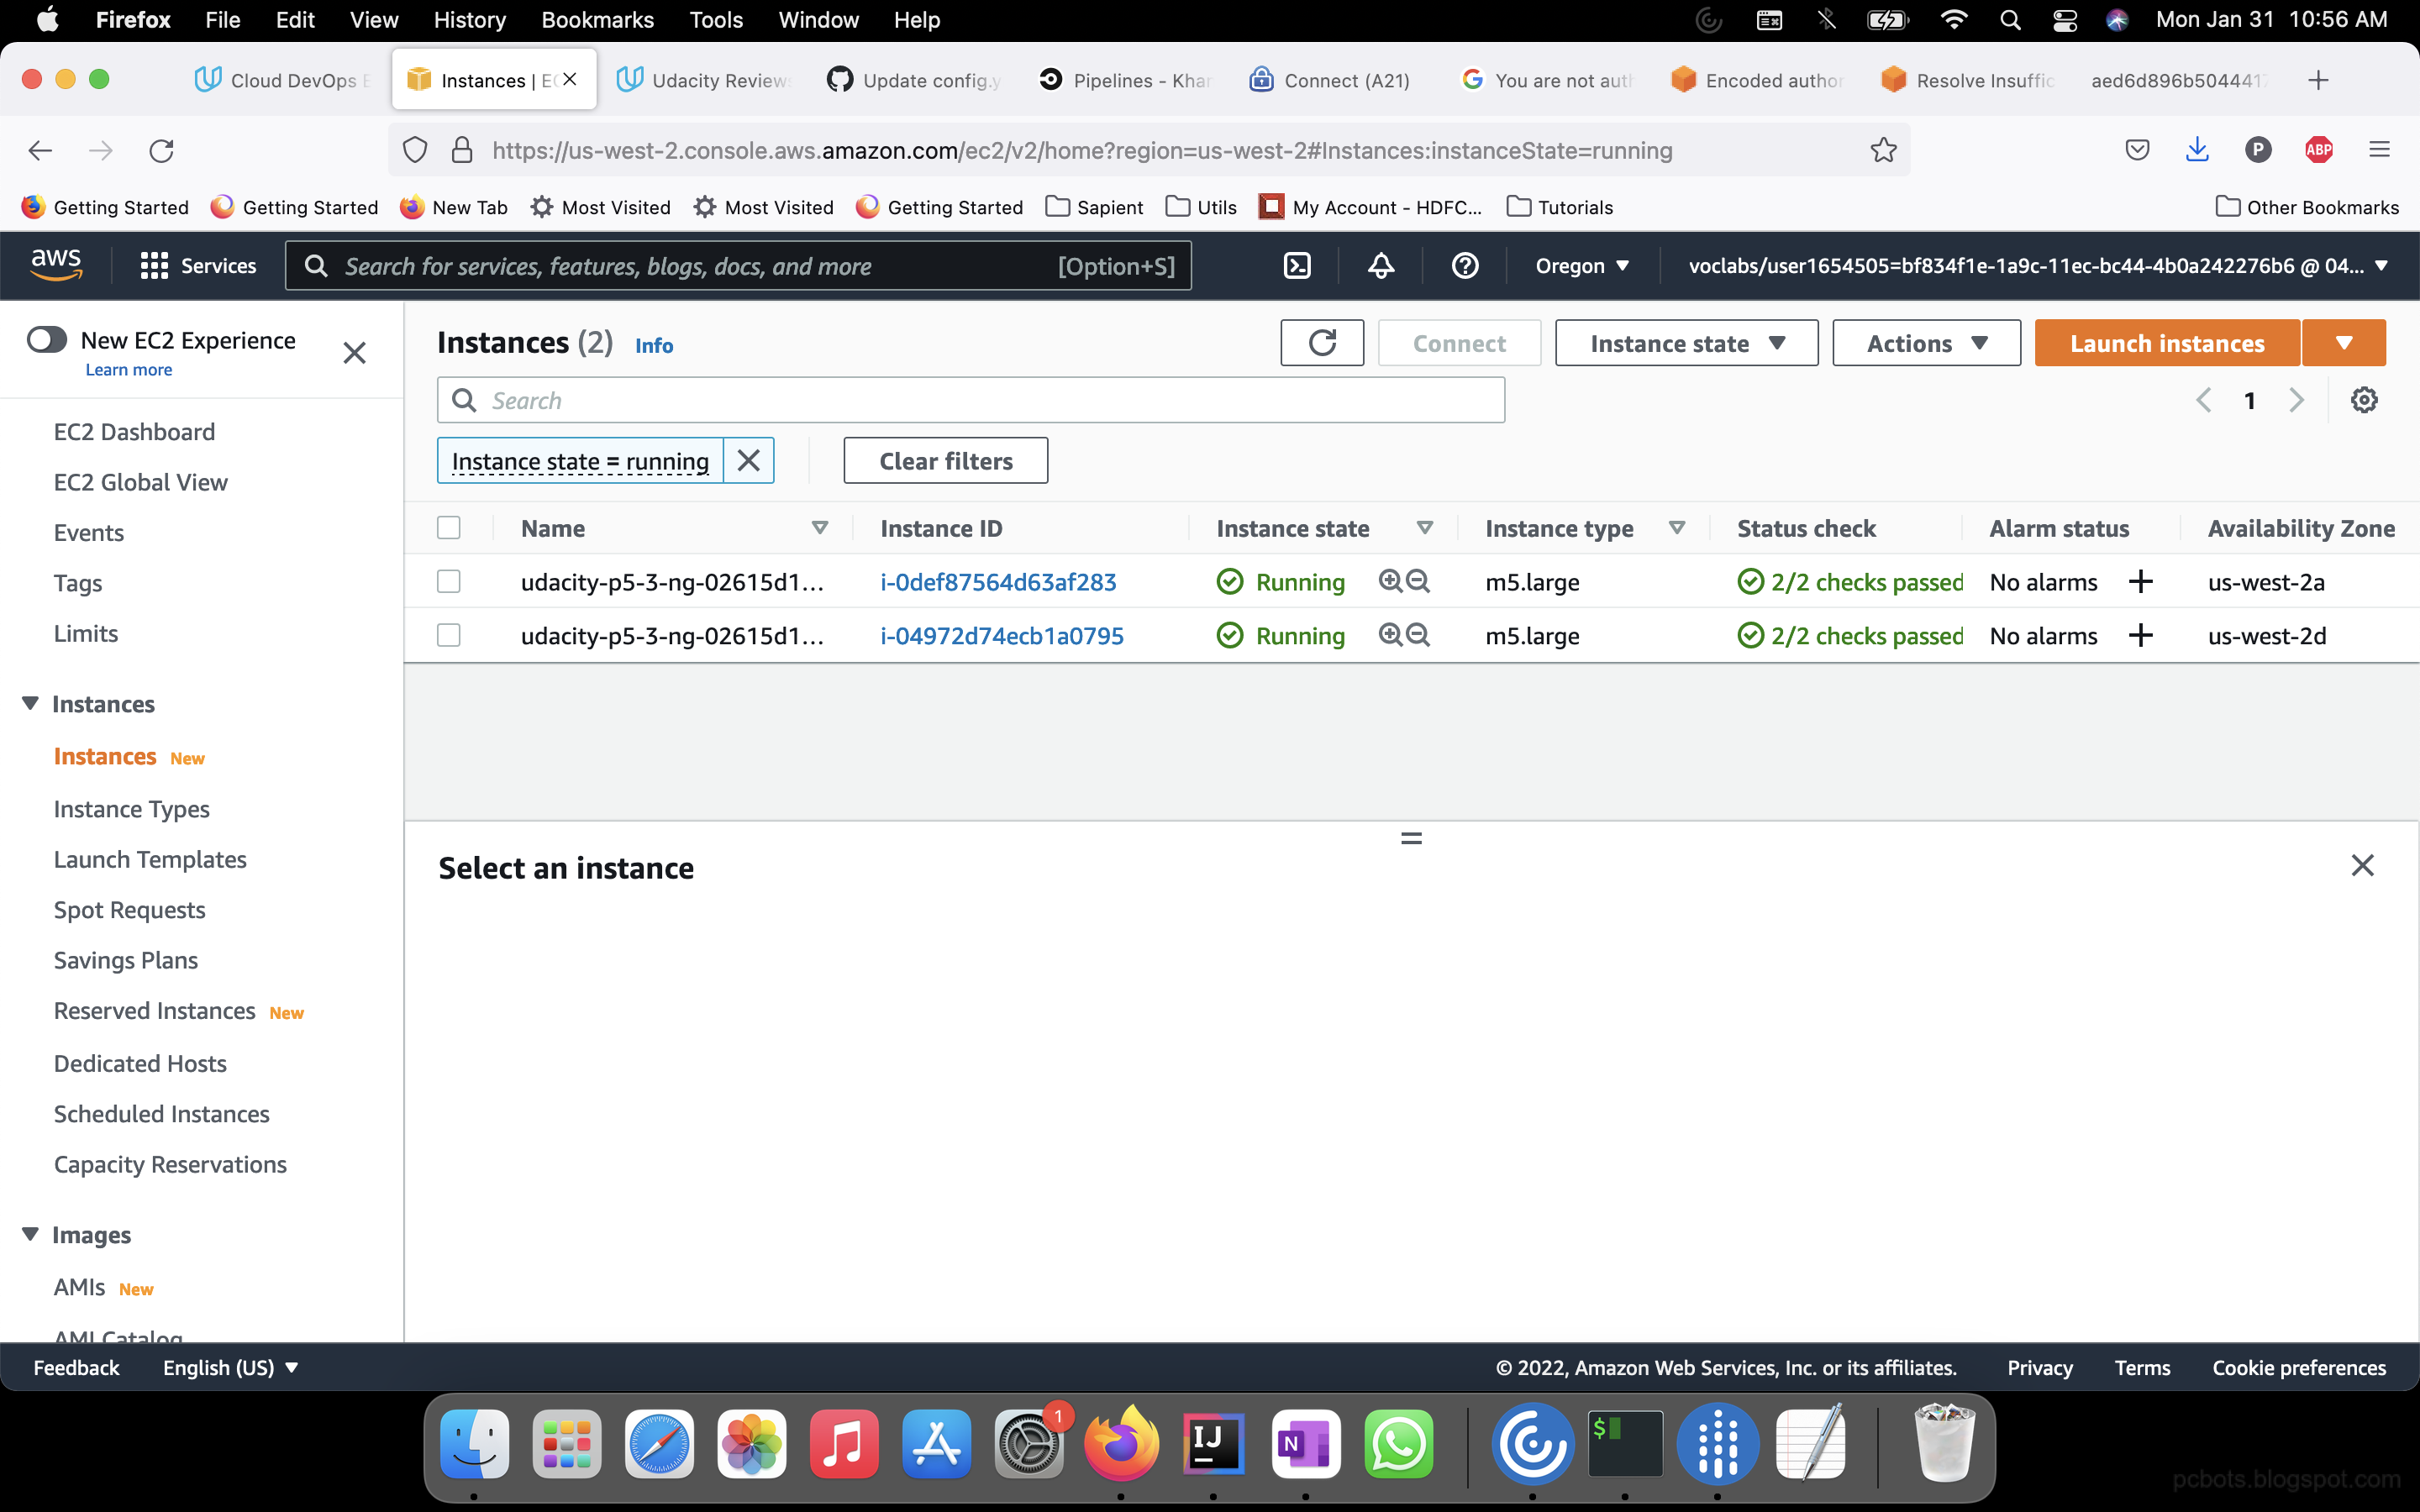 Firefox File Edit View History Bookmarks Tools Window Help Mon Jan 31 10:56 AM
Cloud DevOps E Instances | EC Udacity Reviews Update config.y Pipelines - Khar Connect (A21) You are not auth Encoded author Resolve Insuffic aed6d896b5044417
https://us-west-2.console.aws.amazon.com/ec2/v2/home?region=us-west-2#Instances:instanceState=running P ABP
Getting Started Getting Started New Tab Most Visited Most Visited Getting Started Sapient Utils My Account - HDFC... Tutorials Other Bookmarks
aws Services Search for services, features, blogs, docs, and more [Option+S] Oregon voclabs/user1654505=bf834f1e-1a9c-11ec-bc44-4b0a242276b6 @ 04...
New EC2 Experience
Learn more
EC2 Dashboard
EC2 Global View
Events
Tags
Limits
Instances
Instances New
Instance Types
Launch Templates
Spot Requests
Savings Plans
Reserved Instances New
Dedicated Hosts
Scheduled Instances
Capacity Reservations
Images
AMIs New
AMI Catalog
Instances (2) Info Connect Instance state Actions Launch instances
Search 1
Instance state = running Clear filters
Name Instance ID Instance state Instance type Status check Alarm status Availability Zone
udacity-p5-3-ng-02615d1... i-0def87564d63af283 Running m5.large 2/2 checks passed No alarms + us-west-2a
udacity-p5-3-ng-02615d1... i-04972d74ecb1a0795 Running m5.large 2/2 checks passed No alarms + us-west-2d
Select an instance
Feedback English (US) © 2022, Amazon Web Services, Inc. or its affiliates. Privacy Terms Cookie preferences
1
IJ N $
pcbots.blogspot.com